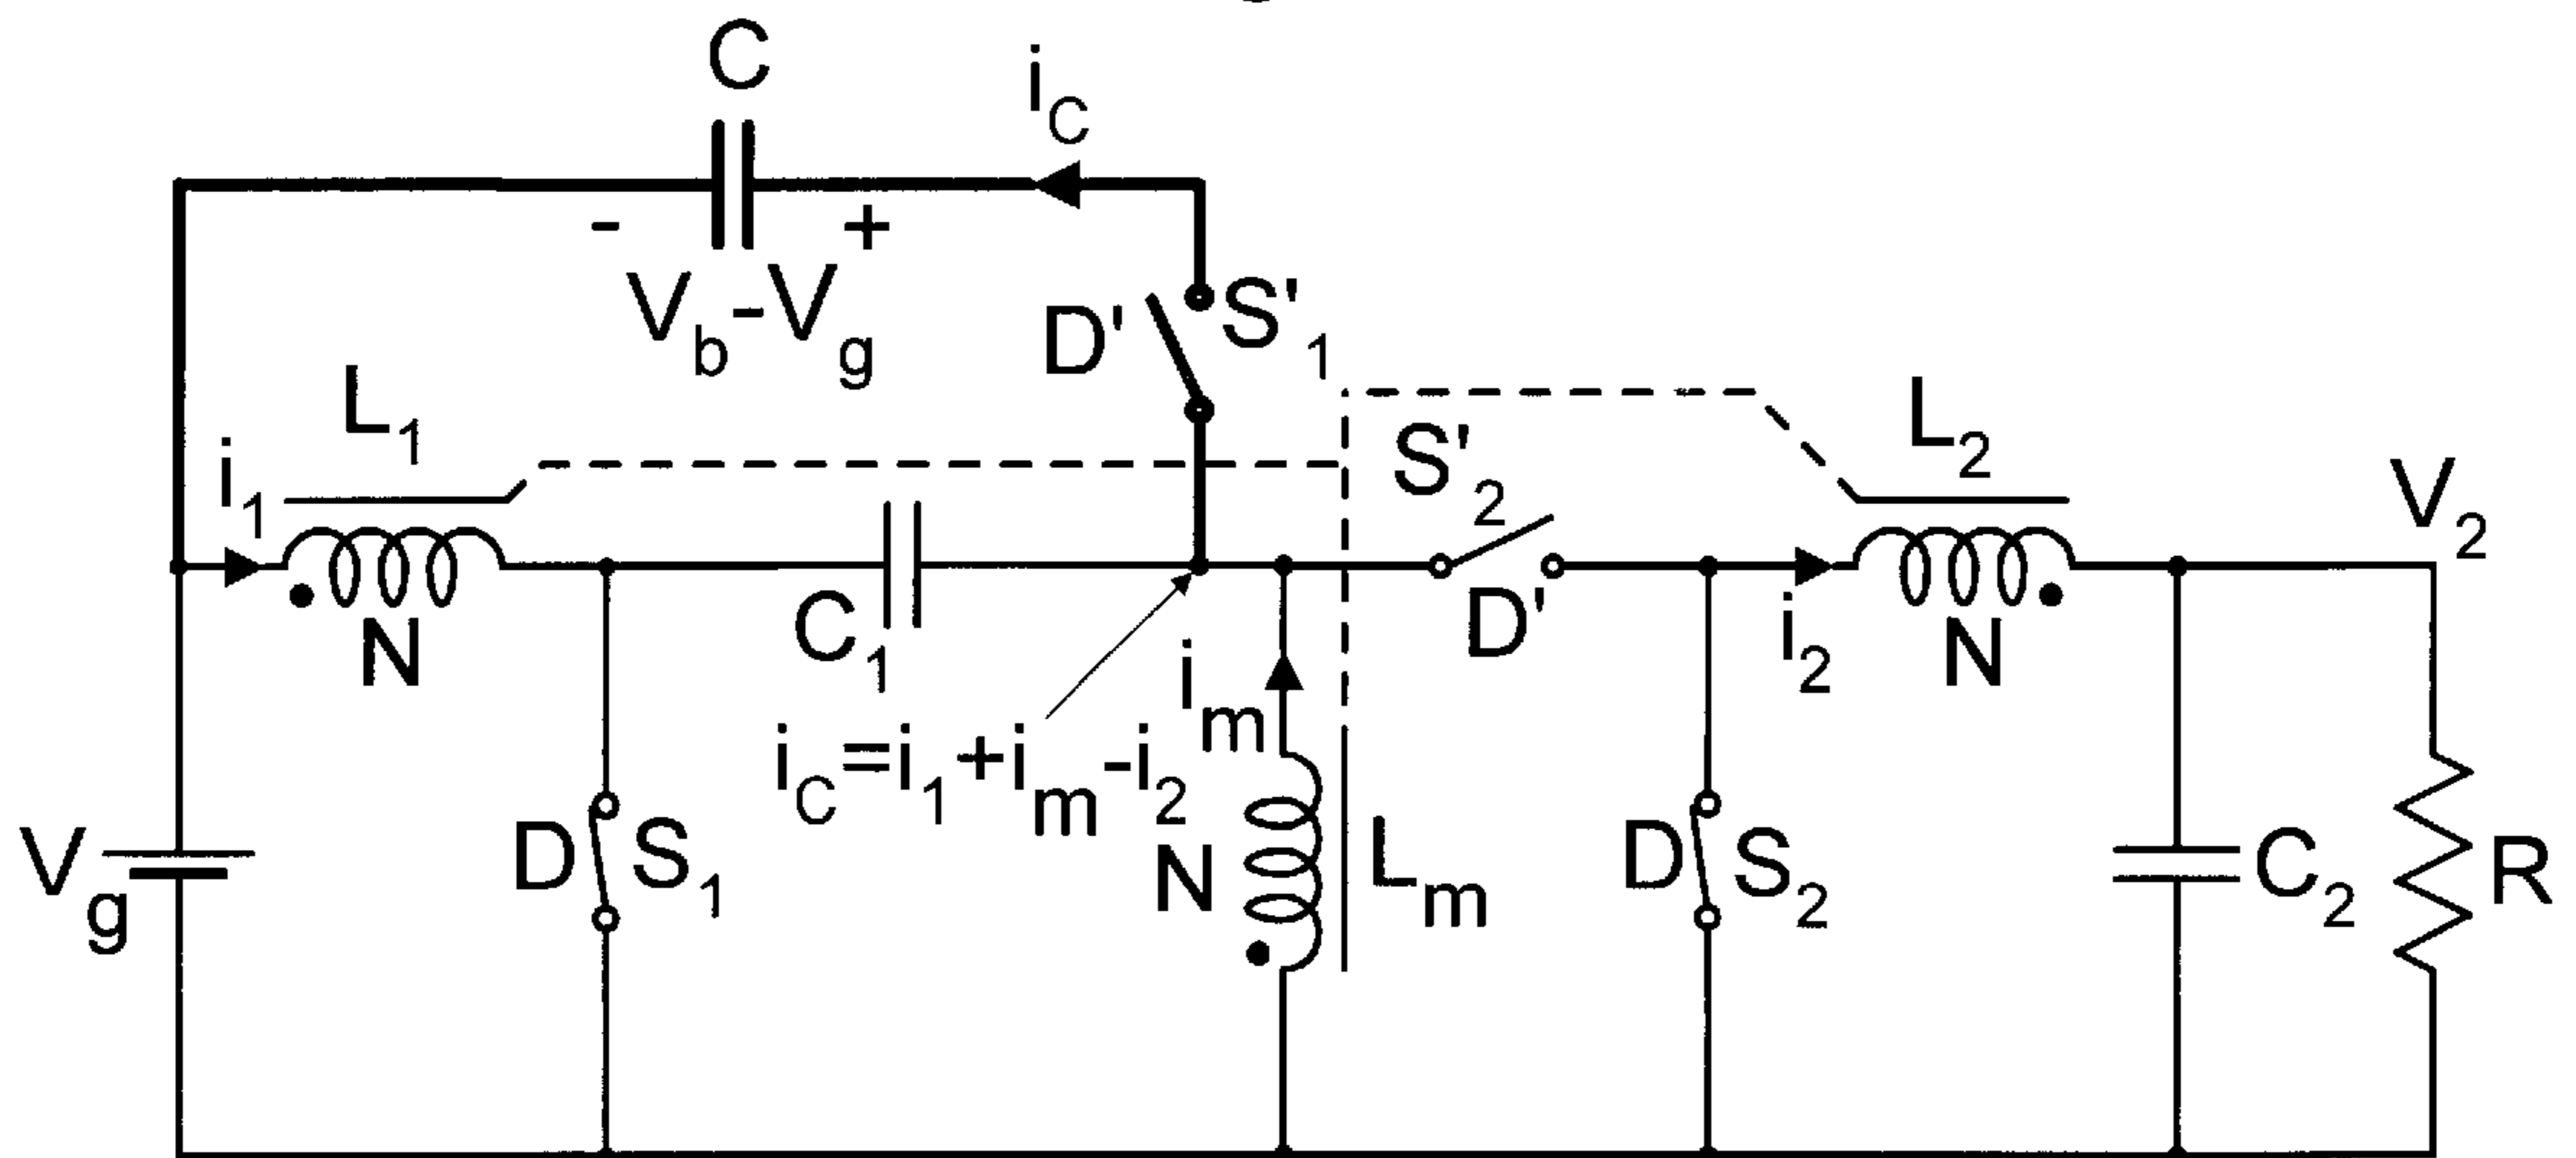 C
i_C
- +
V_b-V_g
D' S'_1
L_1
i_1
N
C_1
S'_2
D'
L_2
i_2
N
V_2
i_C=i_1+i_m-i_2
i_m
V_g
D S_1
N L_m
D S_2
C_2
R